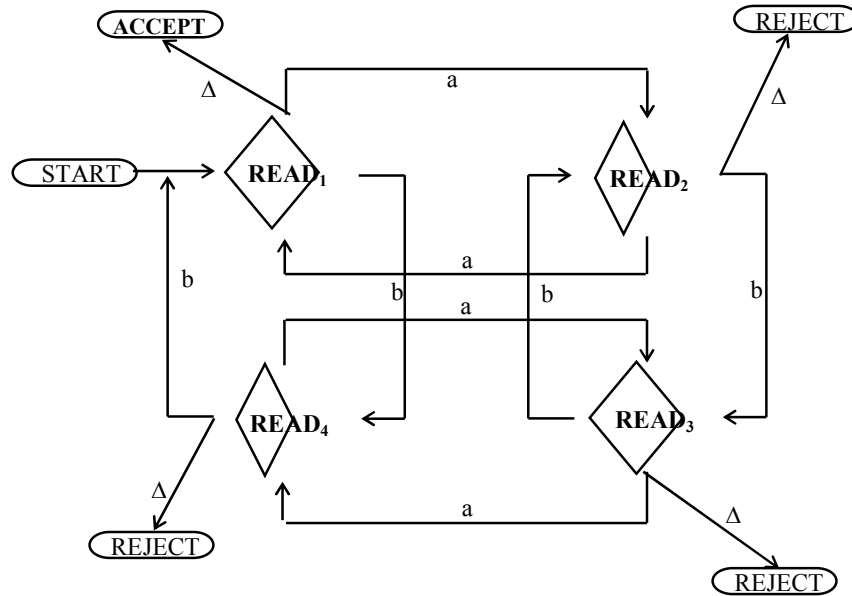 ACCEPT
REJECT
a
Δ
Δ
START
READ₁
READ₂
a
b
b
b
b
a
READ₄
READ₃
a
Δ
Δ
REJECT
REJECT